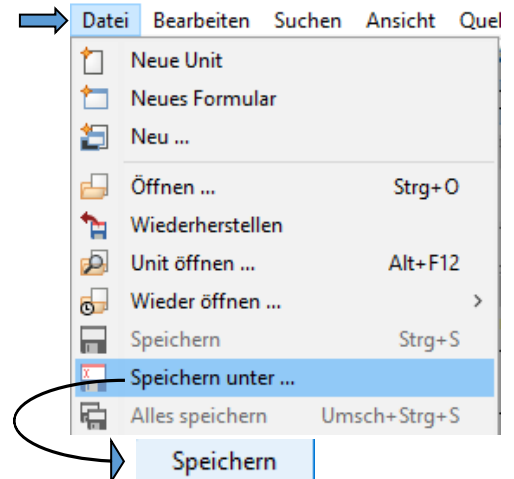 Datei Bearbeiten Suchen Ansicht
Neue Unit
Neues Formular
Neu ...
Öffnen ... Strg+O
Wiederherstellen
Unit öffnen ... Alt+F12
Wieder öffnen ... >
Speichern Strg+S
Speichern unter ...
Alles speichern Umsch+Strg+S
Speichern